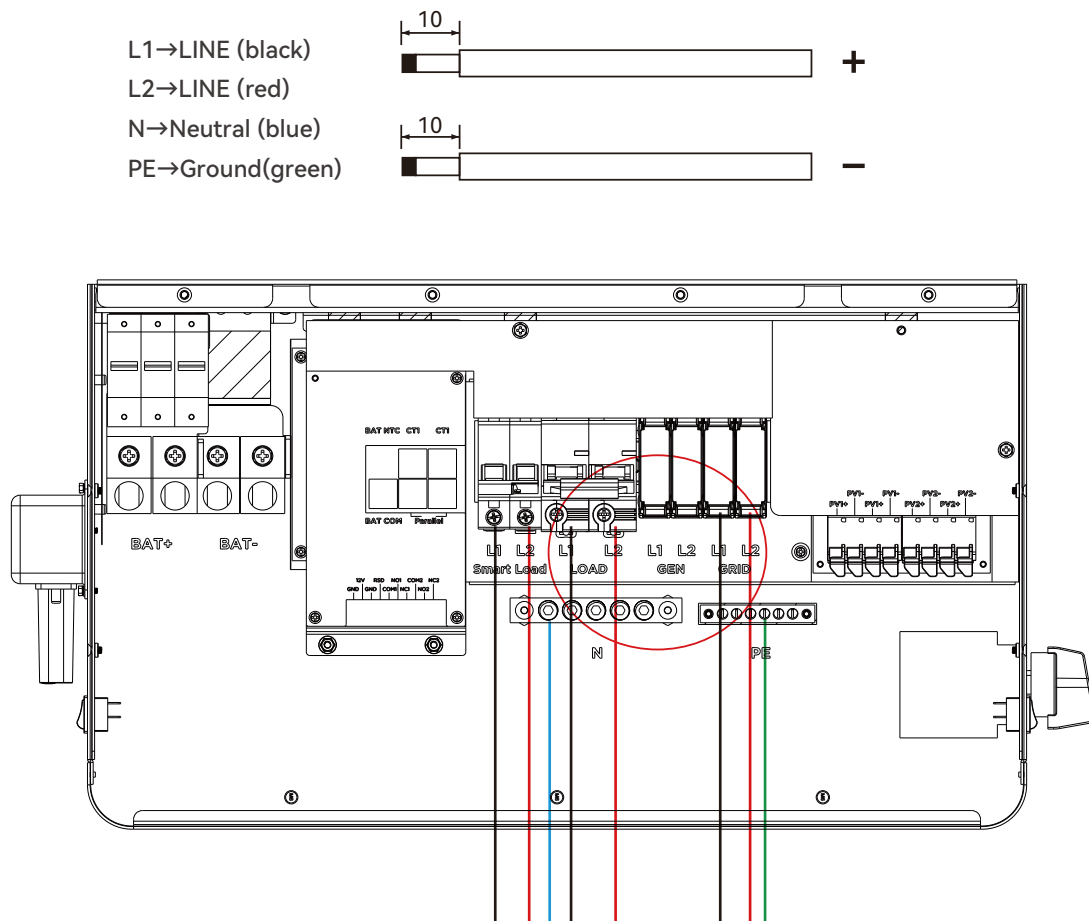 10
L1→LINE (black)
+
L2→LINE (red)
N→Neutral (blue)
10
PE→Ground(green)
−
BAT NTC CT1 CT1
BAT COM Parallel
BAT+ BAT-
12V RSD NO1 COM2 NC2
GND GND COM1 NC1 NO2
L1 L2 L1 L2 L1 L2 L1 L2
Smart Load LOAD GEN GRID
PV1- PV1- PV2- PV2-
PV1+ PV1+ PV2+ PV2+
N PE